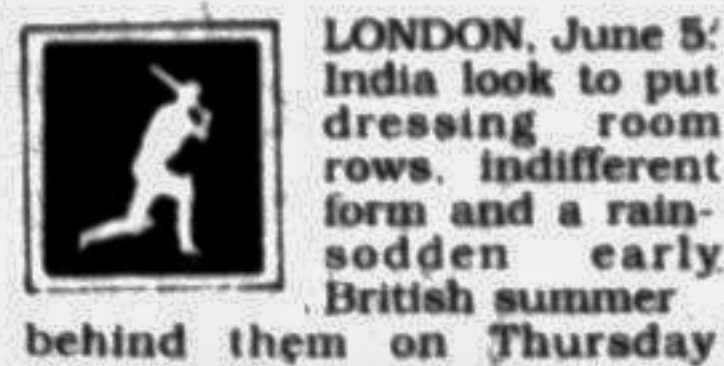 LONDON, June 5:
India look to put
dressing room
rows, indifferent
form and a rain-
sodden early
British summer
behind them on Thursday